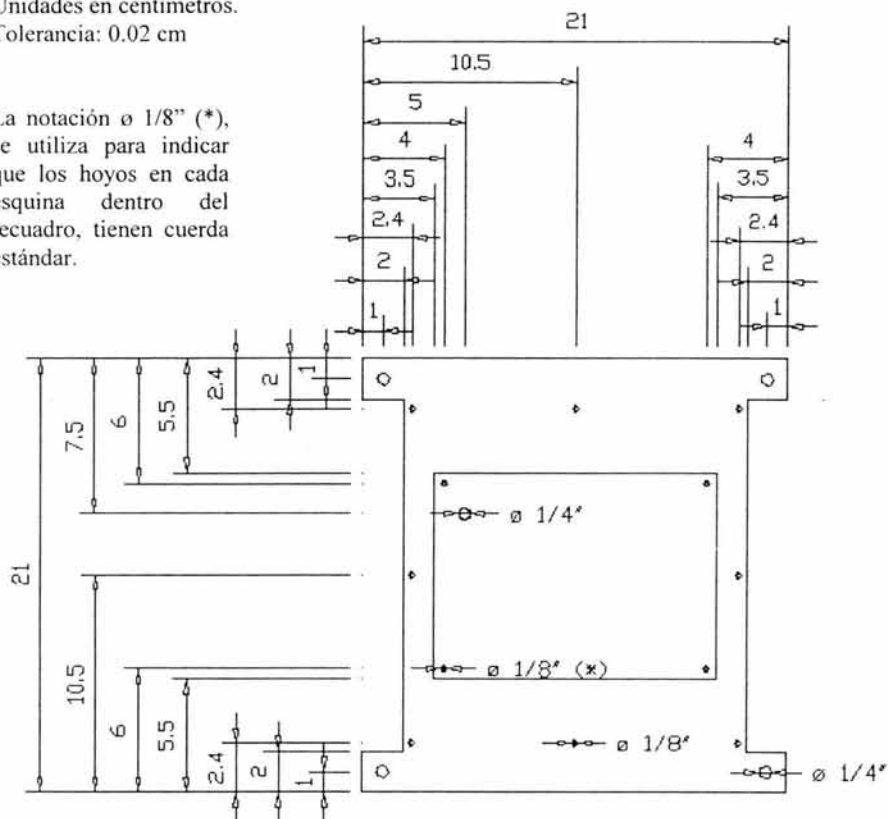 Unidades en centímetros.
Tolerancia: 0.02 cm
La notación ø 1/8” (*),
se utiliza para indicar
que los hoyos en cada
esquina dentro del
recuadro, tienen cuerda
estándar.
21
10.5
5
4
4
3.5
3.5
2.4
2.4
2
2
1
1
2.4
2
1
7.5
6
5.5
21
10.5
6
5.5
2.4
2
1
ø 1/4"
ø 1/8" (*)
ø 1/8"
ø 1/4"